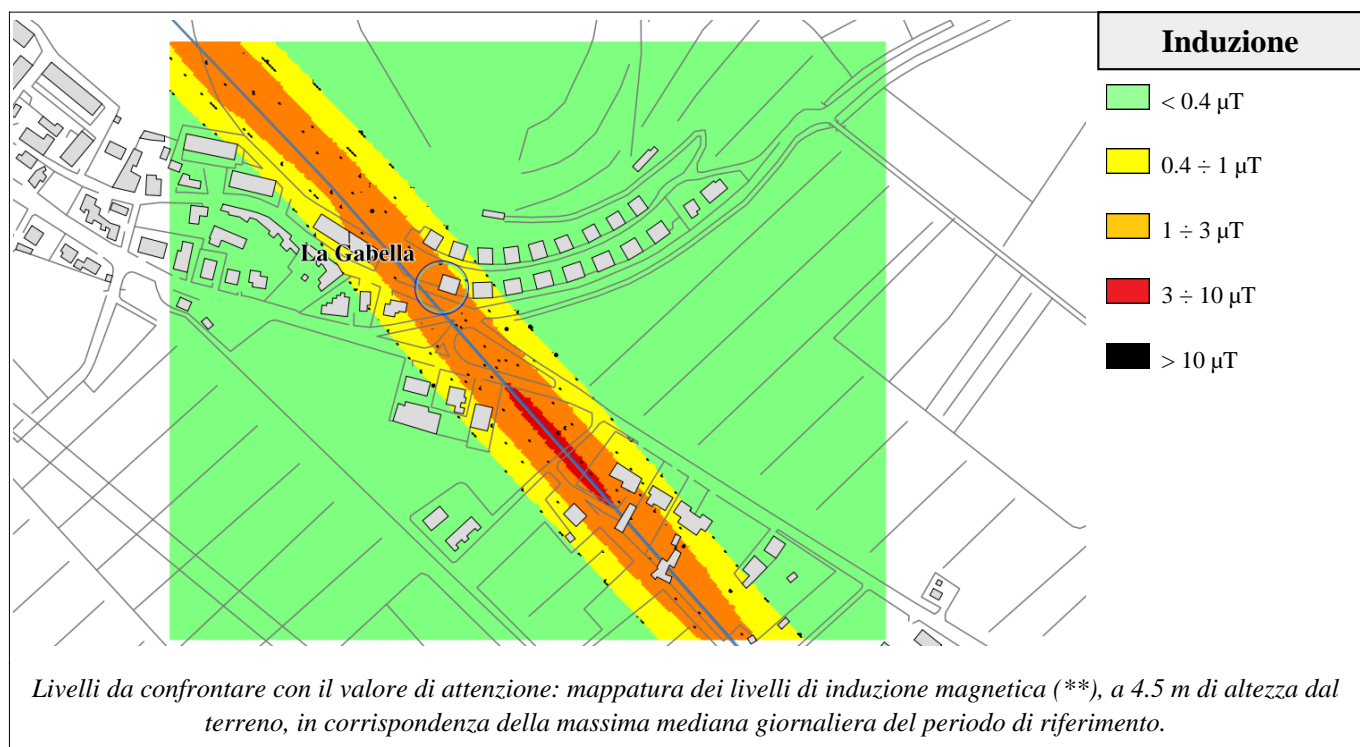 Induzione
< 0.4 µT
0.4 ÷ 1 µT
1 ÷ 3 µT
3 ÷ 10 µT
> 10 µT
La Gabella
Livelli da confrontare con il valore di attenzione: mappatura dei livelli di induzione magnetica (**), a 4.5 m di altezza dal
terreno, in corrispondenza della massima mediana giornaliera del periodo di riferimento.